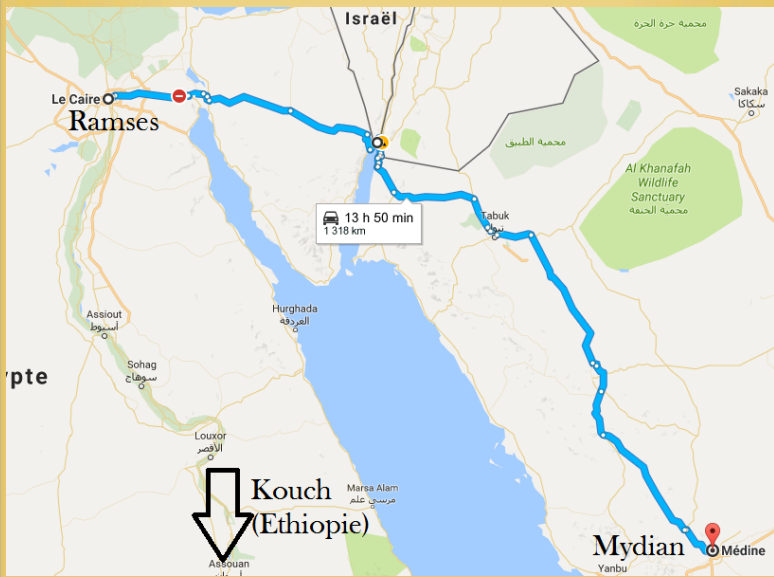 Israël
محمية حرة الحرة
Le Caire
Ramses
Sakaka
سكاكا
محمية الطبيق
Al Khanafah
Wildlife
Sanctuary
محمية الخنفة
13 h 50 min
1 318 km
Tabuk
تبوك
Hurghada
الغردقة
Assiout
أسيوط
Sohag
سوهاج
ypte
Louxor
الأقصر
Kouch
(Ethiopie)
Marsa Alam
مرسى علم
Assouan
Mydian
Médine
Yanbu